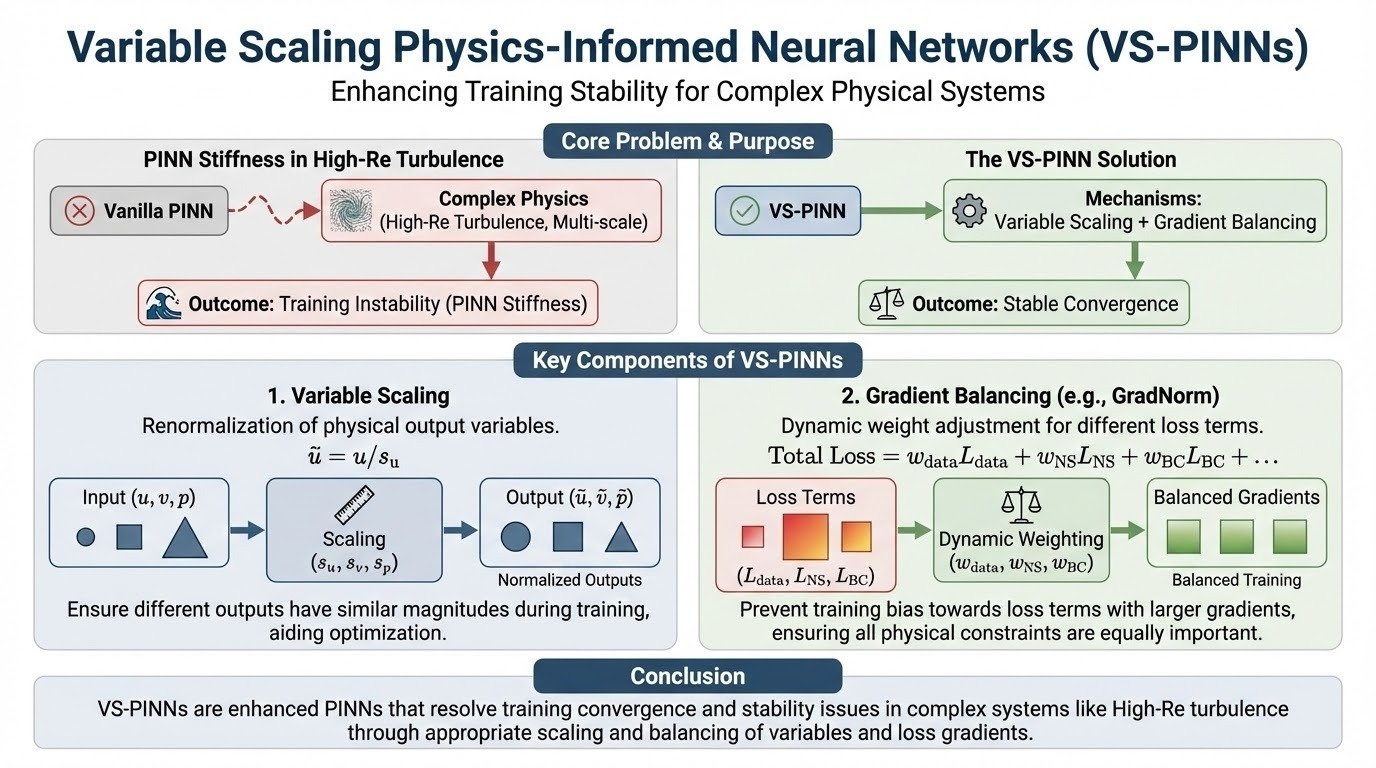 Variable Scaling Physics-Informed Neural Networks (VS-PINNs)
Enhancing Training Stability for Complex Physical Systems
Core Problem & Purpose
PINN Stiffness in High-Re Turbulence
Vanilla PINN
Complex Physics
(High-Re Turbulence, Multi-scale)
Outcome: Training Instability (PINN Stiffness)
The VS-PINN Solution
VS-PINN
Mechanisms:
Variable Scaling + Gradient Balancing
Outcome: Stable Convergence
Key Components of VS-PINNs
1. Variable Scaling
Renormalization of physical output variables.
ũ = u/s_u
Input (u, v, p)
Scaling
(s_u, s_v, s_p)
Output (ũ, ṽ, p̃)
Normalized Outputs
Ensure different outputs have similar magnitudes during training,
aiding optimization.
2. Gradient Balancing (e.g., GradNorm)
Dynamic weight adjustment for different loss terms.
Total Loss = w_data L_data + w_NS L_NS + w_BC L_BC + …
Loss Terms
(L_data, L_NS, L_BC)
Dynamic Weighting
(w_data, w_NS, w_BC)
Balanced Gradients
Balanced Training
Prevent training bias towards loss terms with larger gradients,
ensuring all physical constraints are equally important.
Conclusion
VS-PINNs are enhanced PINNs that resolve training convergence and stability issues in complex systems like High-Re turbulence
through appropriate scaling and balancing of variables and loss gradients.